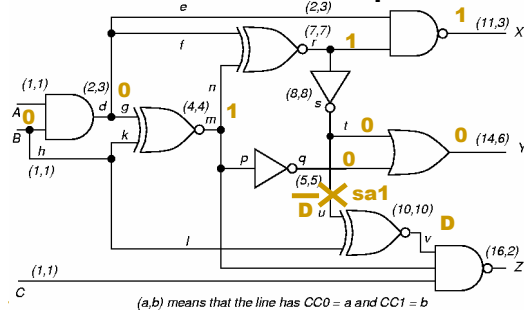 e (2,3) 1 (11,3) X
f (7,7) r 1
n (8,8) s
(1,1) (2,3) 0 (4,4) 1
A d g m
0 B k t 0 0 (14,6) Y
h p q 0
(1,1) (5,5)
D sa1
u (10,10) D
l v (16,2)
Z
(1,1)
C
(a,b) means that the line has CC0 = a and CC1 = b